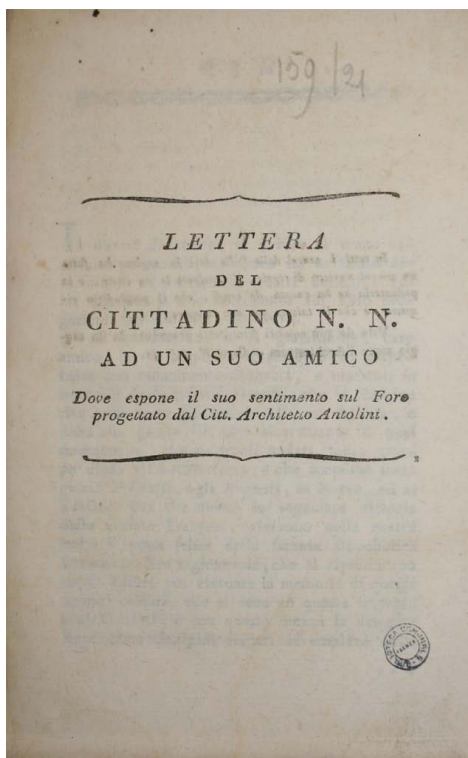 159/21
LETTERA
DEL
CITTADINO N. N.
AD UN SUO AMICO
Dove espone il suo sentimento sul Foro
progettato dal Citt. Architetto Antolini.